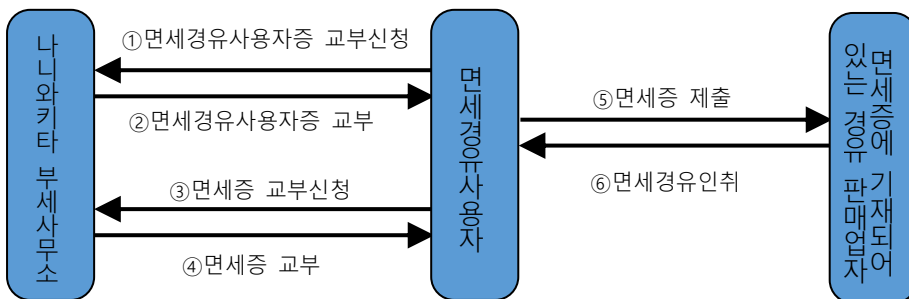 나니와키타 부세사무소
①면세경유사용자증 교부신청
②면세경유사용자증 교부
③면세증 교부신청
④면세증 교부
면세경유사용자
⑤면세증 제출
⑥면세경유인취
면세증에 기재되어
있는 경유 판매업자